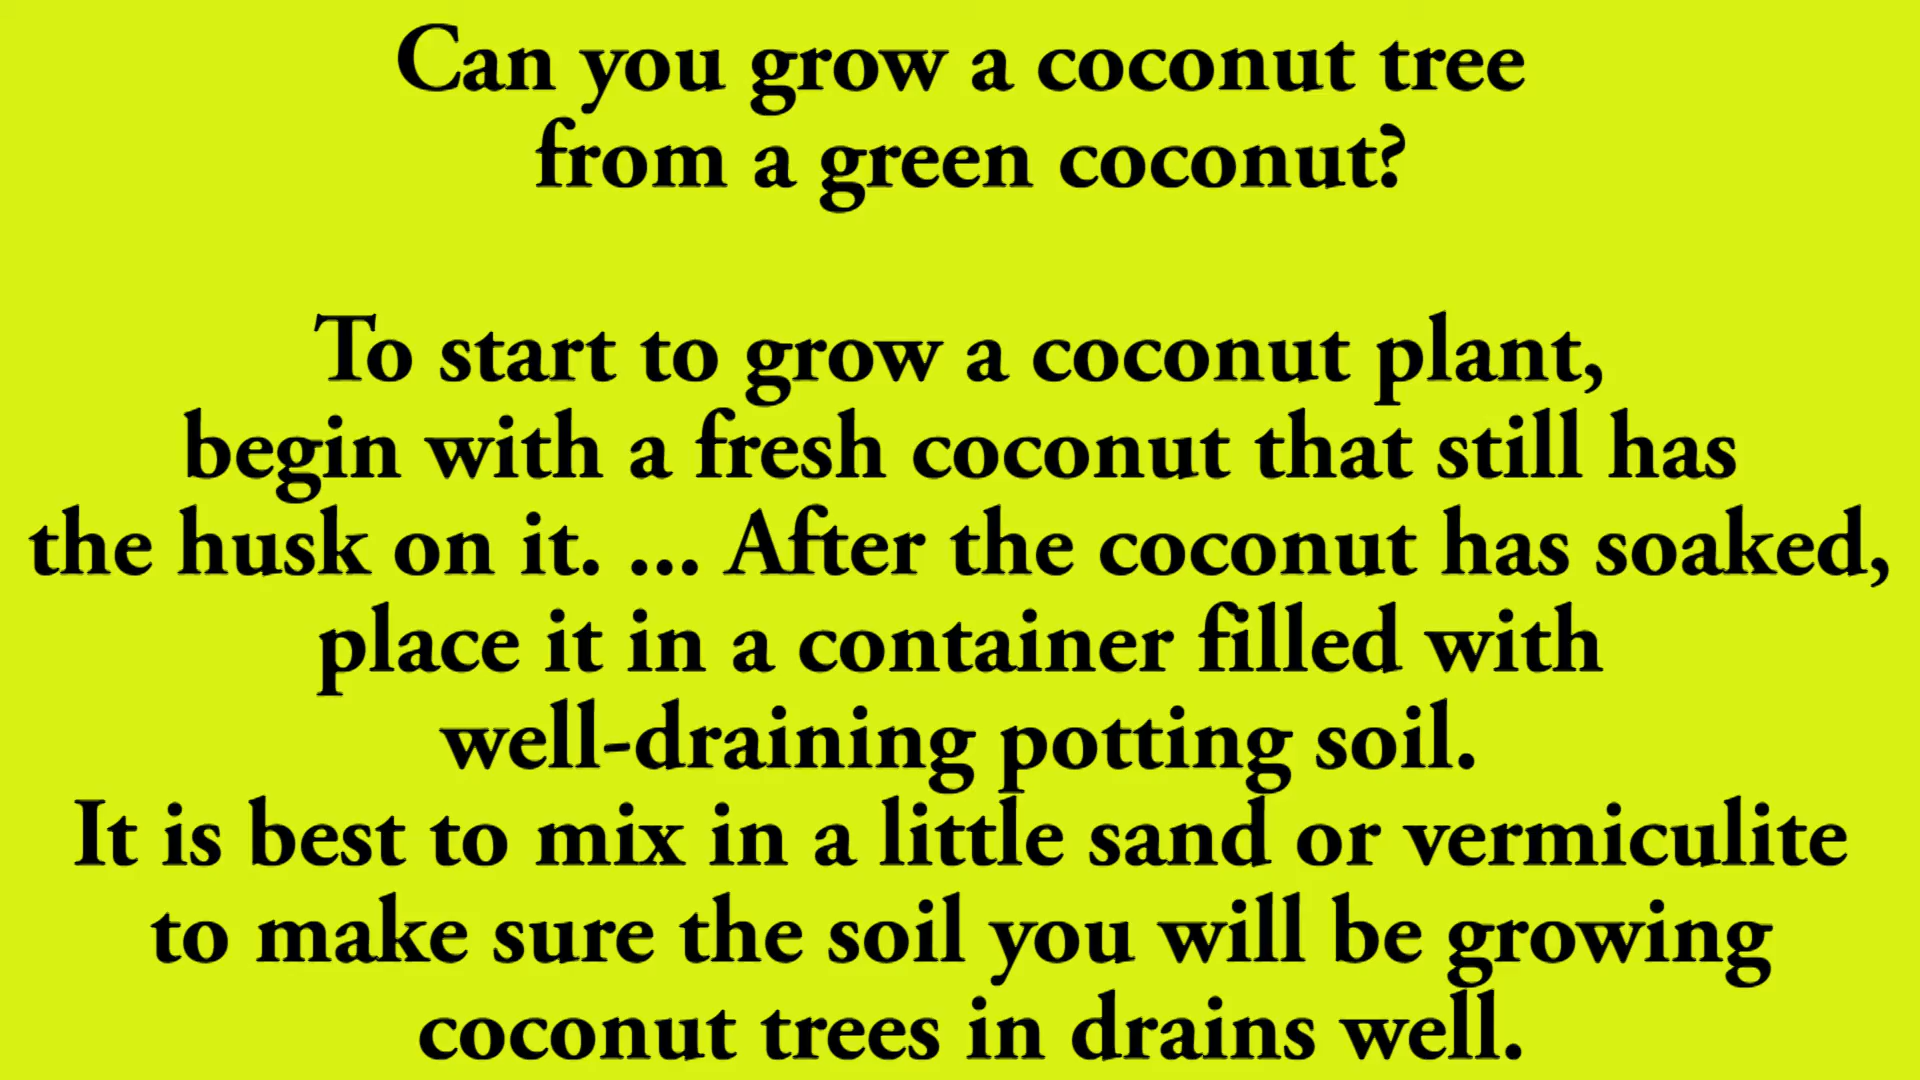 Can you grow a coconut tree
from a green coconut?
To start to grow a coconut plant,
begin with a fresh coconut that still has
the husk on it. ... After the coconut has soaked,
place it in a container filled with
well-draining potting soil.
It is best to mix in a little sand or vermiculite
to make sure the soil you will be growing
coconut trees in drains well.